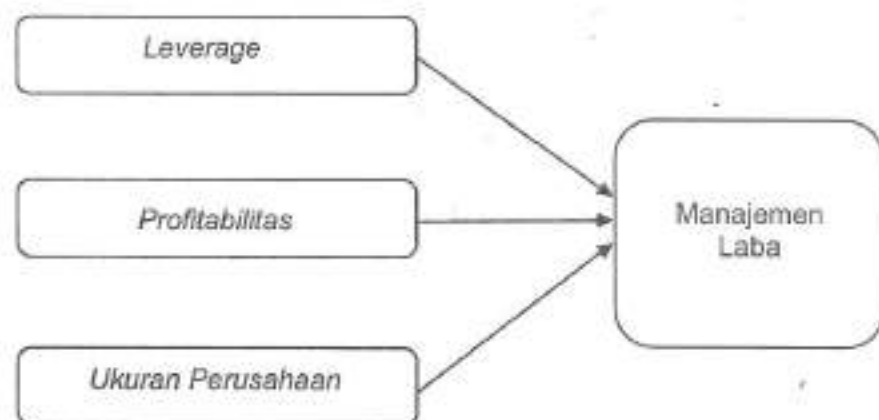 Leverage
Profitabilitas
Ukuran Perusahaan
Manajemen
Laba